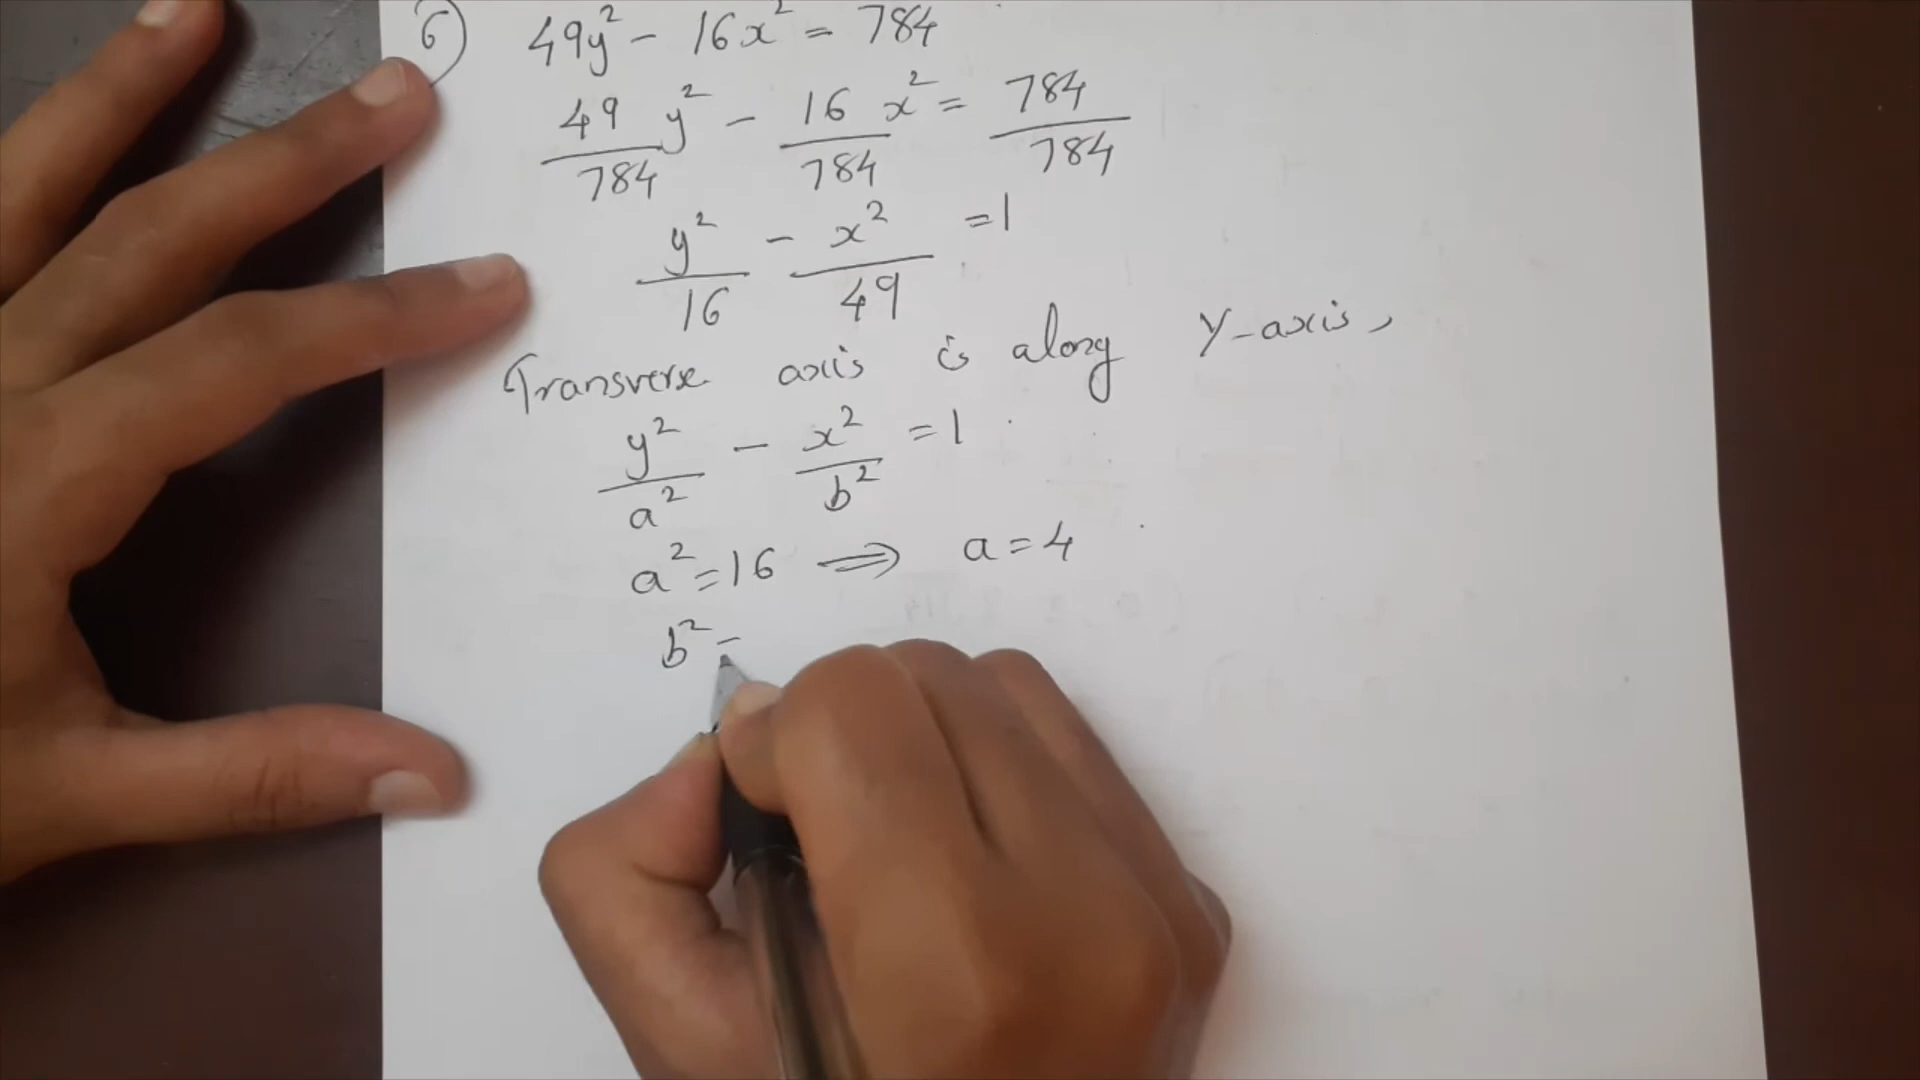 6) 49y² - 16x² = 784
49/784 y² - 16/784 x² = 784/784
y²/16 - x²/49 = 1
Transverse axis is along Y-axis,
y²/a² - x²/b² = 1
a² = 16 ⟹ a = 4
b² -